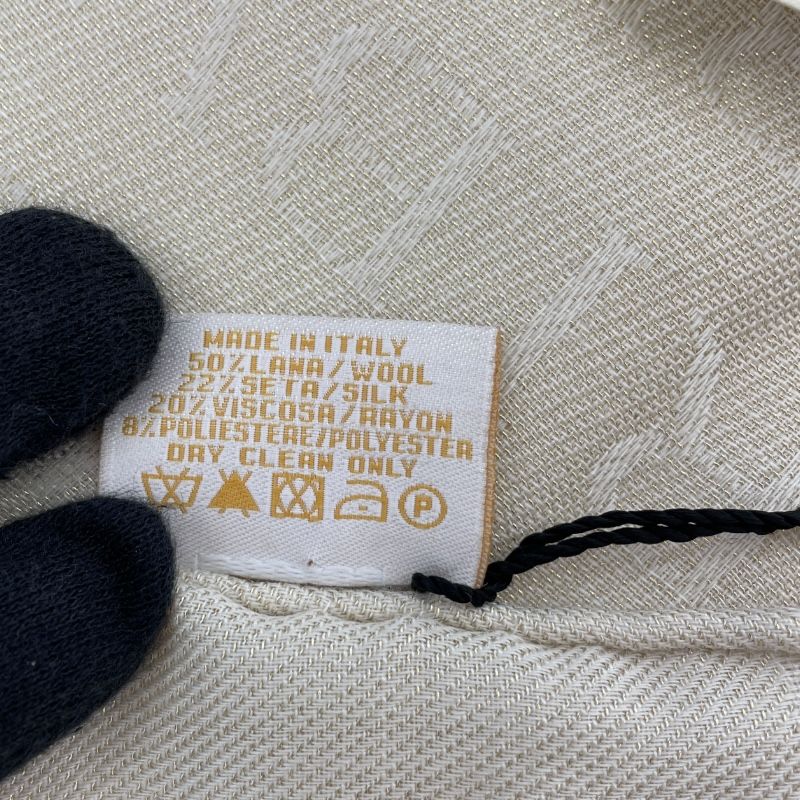 MADE IN ITALY
50% LANA/WOOL
22% SETA/SILK
20% VISCOSA/RAYON
8% POLIESTERE/POLYESTER
DRY CLEAN ONLY
P